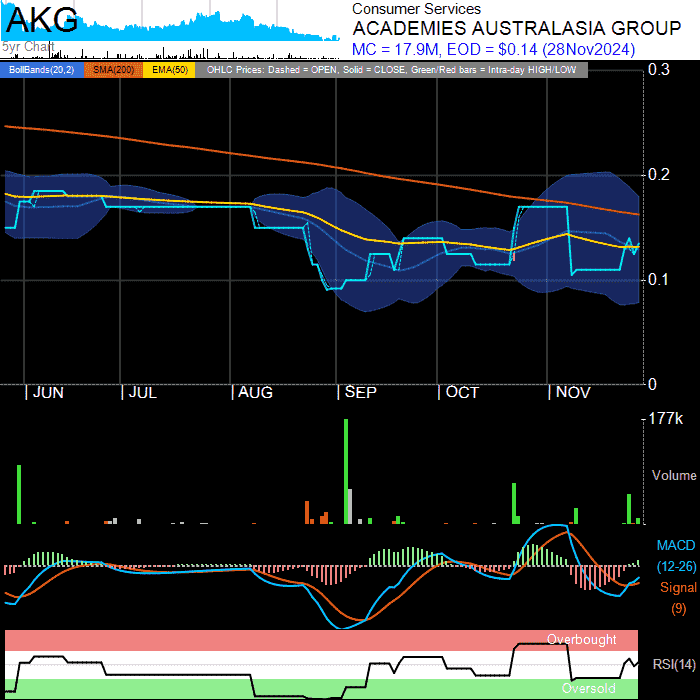 AKG
5yr Chart
Consumer Services
ACADEMIES AUSTRALASIA GROUP
MC = 17.9M, EOD = $0.14 (28Nov2024)
BollBands(20,2) SMA(200) EMA(50) OHLC Prices: Dashed = OPEN, Solid = CLOSE, Green/Red bars = Intra-day HIGH/LOW
0.3
0.2
0.1
0
JUN JUL AUG SEP OCT NOV
177k
Volume
MACD
(12-26)
Signal
(9)
Overbought
RSI(14)
Oversold